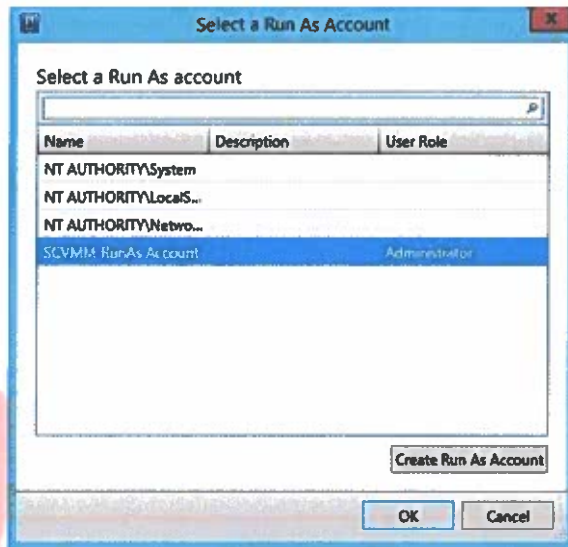 Select a Run As Account
Select a Run As account
Name Description User Role
NT AUTHORITY\System
NT AUTHORITY\LocalS...
NT AUTHORITY\Netwo...
SCVMM RunAs Account Administrator
Create Run As Account
OK Cancel